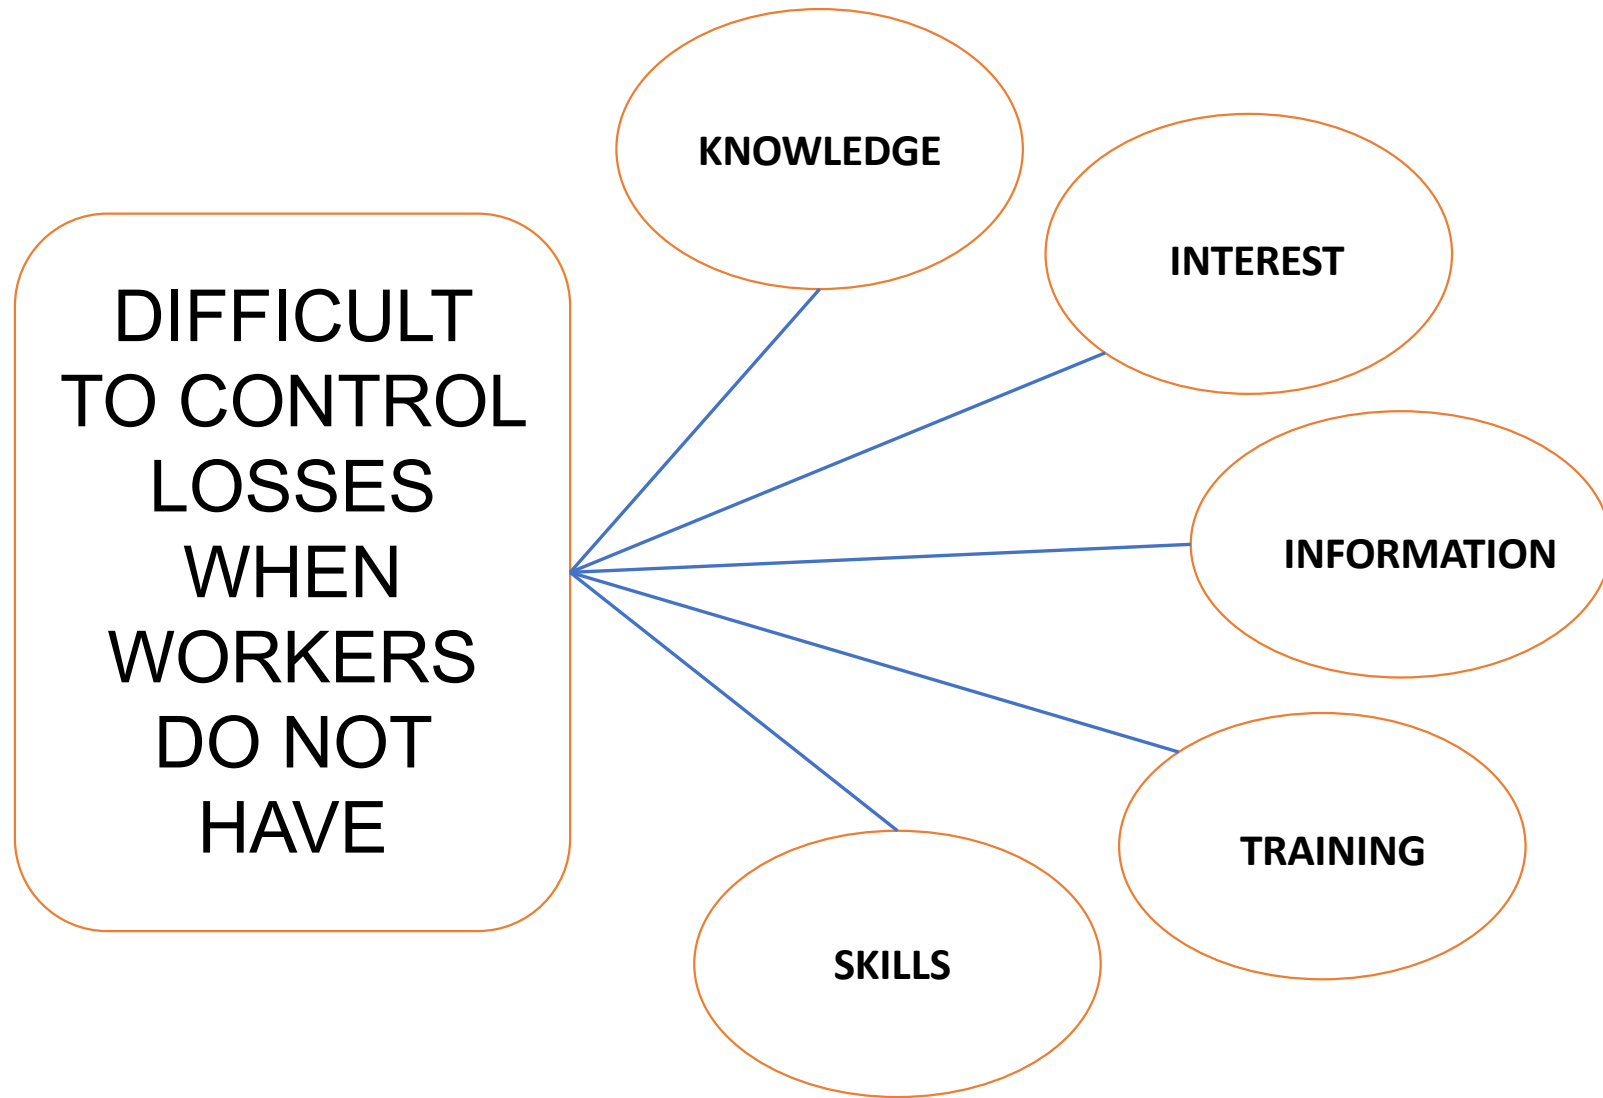 DIFFICULT
TO CONTROL
LOSSES
WHEN
WORKERS
DO NOT
HAVE
KNOWLEDGE
INTEREST
INFORMATION
TRAINING
SKILLS